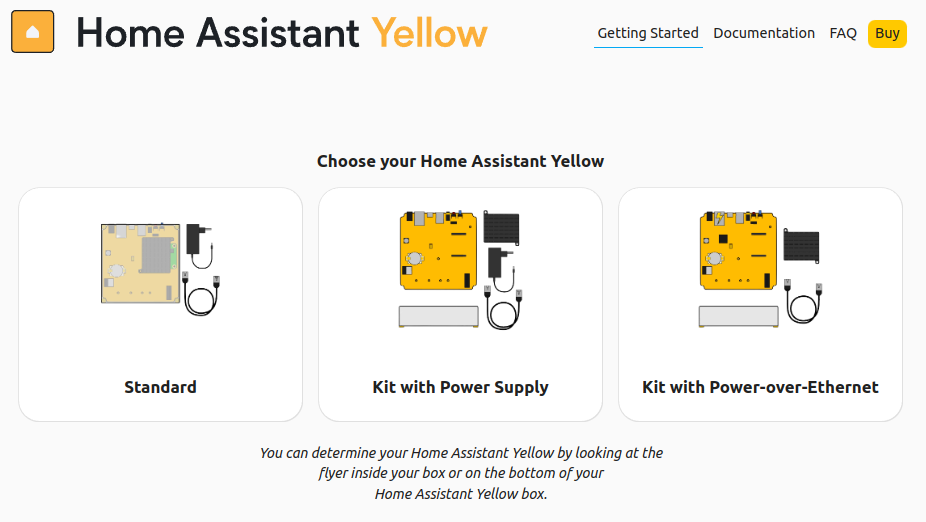 Home Assistant Yellow
Getting Started Documentation FAQ Buy
Choose your Home Assistant Yellow
Standard
Kit with Power Supply
Kit with Power-over-Ethernet
You can determine your Home Assistant Yellow by looking at the
flyer inside your box or on the bottom of your
Home Assistant Yellow box.